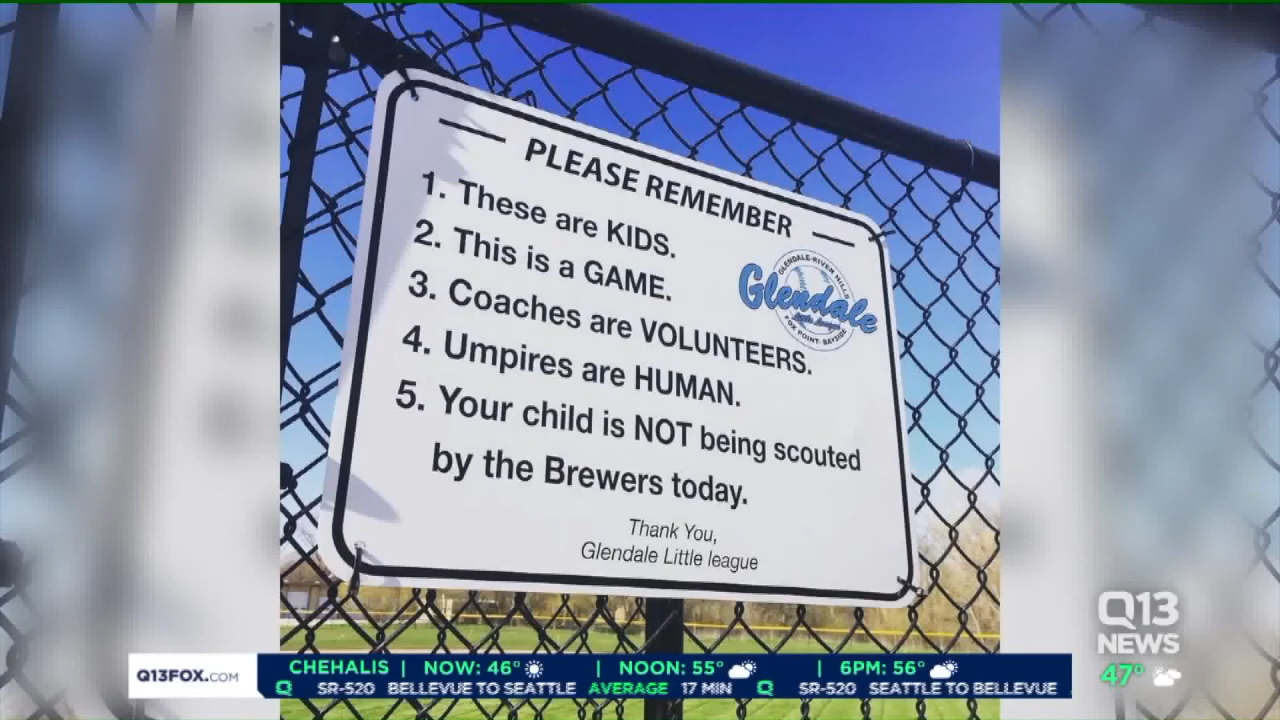 PLEASE REMEMBER
1. These are KIDS.
2. This is a GAME.
3. Coaches are VOLUNTEERS.
4. Umpires are HUMAN.
5. Your child is NOT being scouted
by the Brewers today.
Thank You,
Glendale Little league
GLENDALE-RIVER HILLS
Glendale
little league
FOX POINT-BAYSIDE
Q13
NEWS
47°
Q13FOX.COM
CHEHALIS | NOW: 46° | NOON: 55° | 6PM: 56°
SR-520 BELLEVUE TO SEATTLE AVERAGE 17 MIN SR-520 SEATTLE TO BELLEVUE